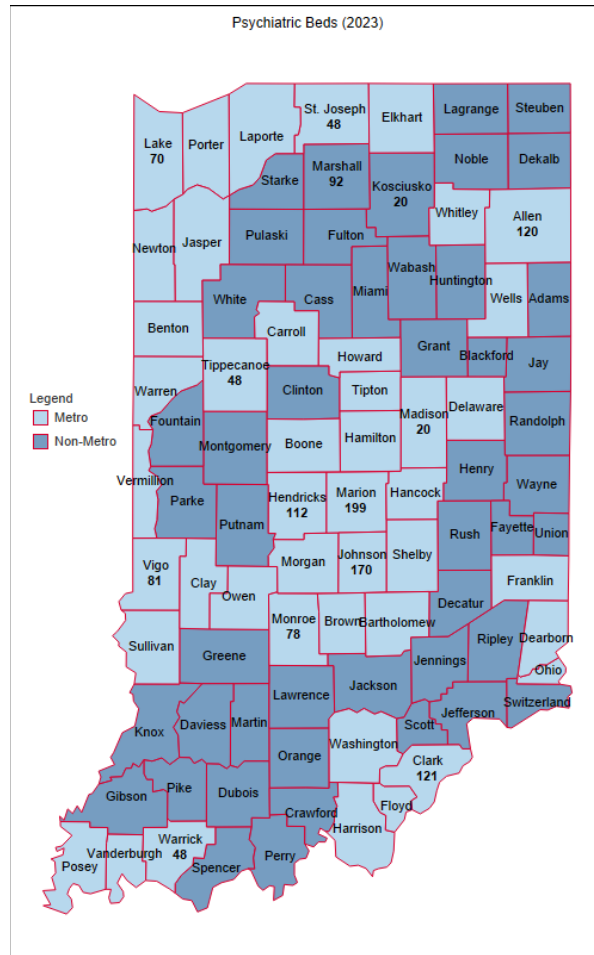 Psychiatric Beds (2023)
St. Joseph
48
Elkhart
Lagrange
Steuben
Lake
70
Porter
Laporte
Marshall
92
Noble
Dekalb
Starke
Kosciusko
20
Whitley
Allen
120
Newton
Jasper
Pulaski
Fulton
Wabash
Huntington
White
Cass
Miami
Wells
Adams
Benton
Carroll
Grant
Blackford
Jay
Tippecanoe
48
Howard
Warren
Clinton
Tipton
Madison
20
Delaware
Legend
Metro
Non-Metro
Fountain
Montgomery
Boone
Hamilton
Randolph
Vermillion
Parke
Putnam
Hendricks
112
Marion
199
Hancock
Henry
Wayne
Rush
Fayette
Union
Vigo
81
Clay
Owen
Morgan
Johnson
170
Shelby
Franklin
Sullivan
Monroe
78
Brown
Bartholomew
Decatur
Ripley
Dearborn
Ohio
Greene
Lawrence
Jackson
Jennings
Jefferson
Switzerland
Knox
Daviess
Martin
Orange
Washington
Scott
Clark
121
Gibson
Pike
Dubois
Crawford
Harrison
Floyd
Posey
Vanderburgh
Warrick
48
Spencer
Perry